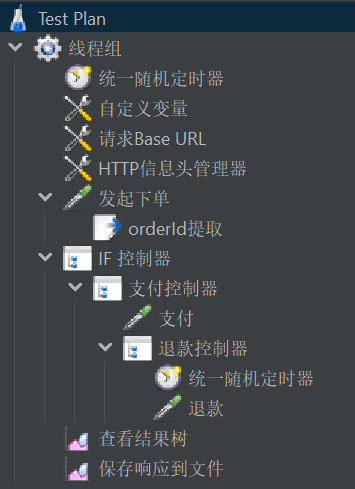 Test Plan
线程组
统一随机定时器
自定义变量
请求Base URL
HTTP信息头管理器
发起下单
orderId提取
IF 控制器
支付控制器
支付
退款控制器
统一随机定时器
退款
查看结果树
保存响应到文件